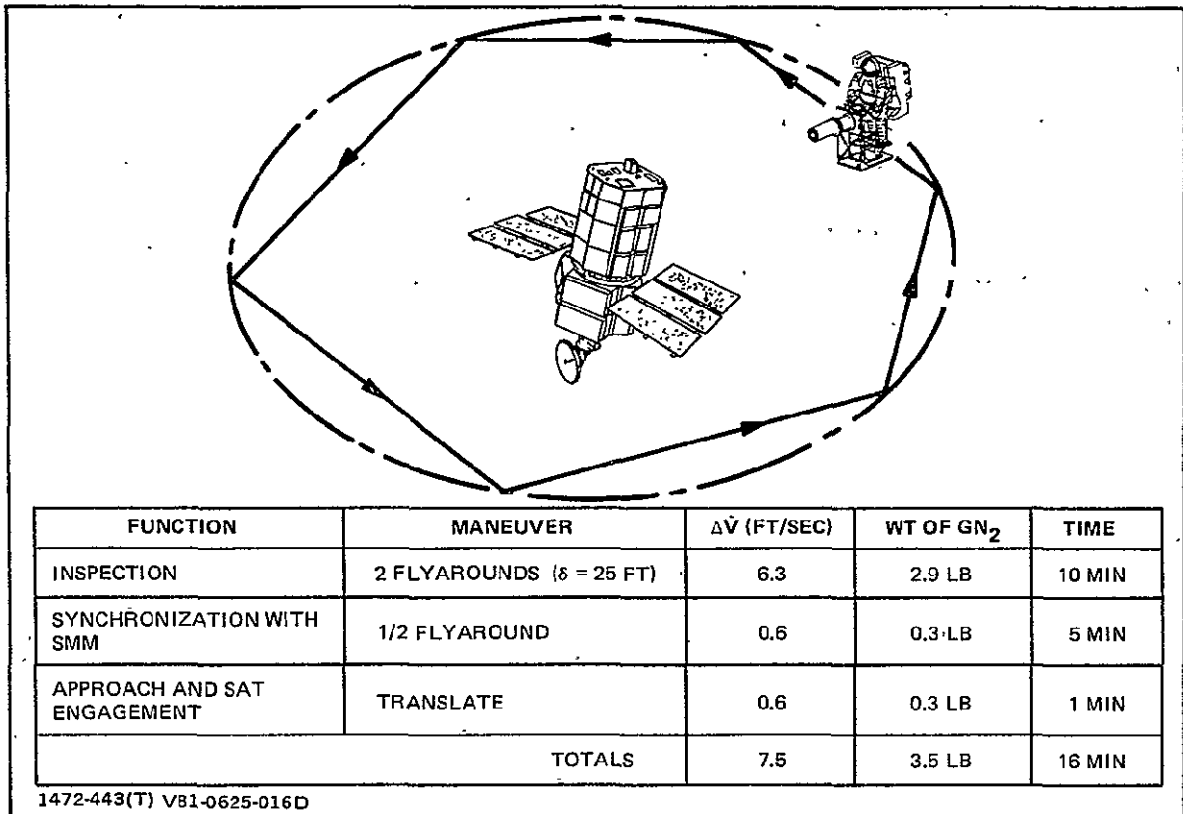 FUNCTION MANEUVER ΔV̇ (FT/SEC) WT OF GN₂ TIME
INSPECTION 2 FLYAROUNDS (δ = 25 FT) 6.3 2.9 LB 10 MIN
SYNCHRONIZATION WITH
SMM 1/2 FLYAROUND 0.6 0.3 LB 5 MIN
APPROACH AND SAT
ENGAGEMENT TRANSLATE 0.6 0.3 LB 1 MIN
TOTALS 7.5 3.5 LB 16 MIN
1472-443(T) V81-0625-016D